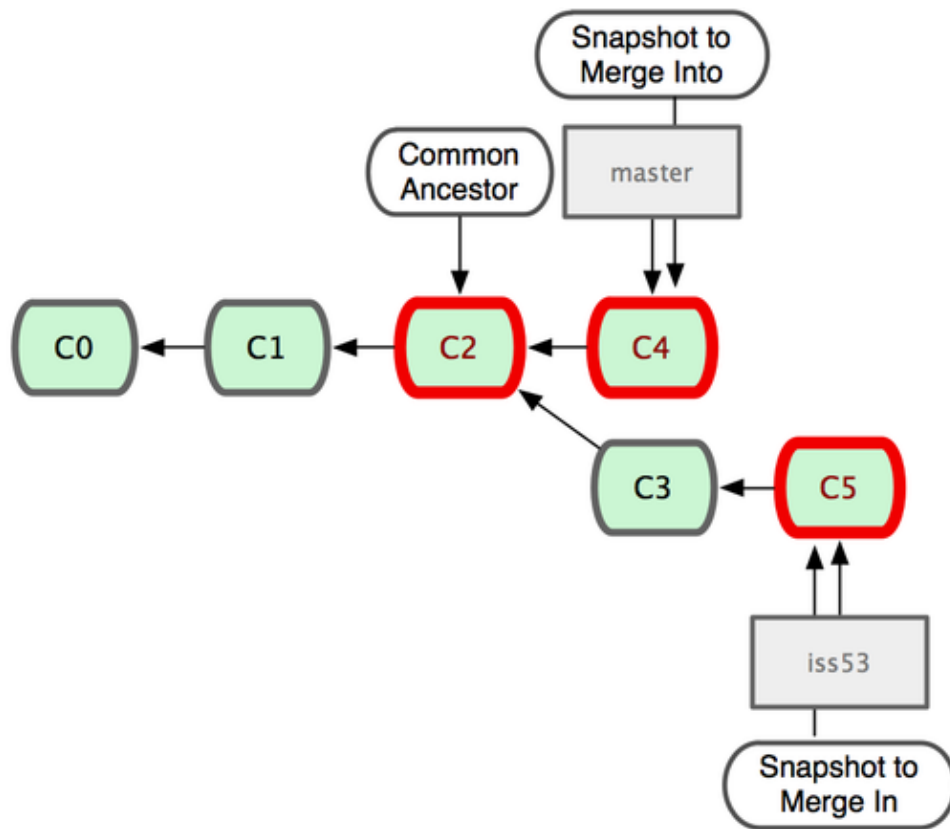 Snapshot to
Merge Into
Common
Ancestor
master
C0
C1
C2
C4
C3
C5
iss53
Snapshot to
Merge In